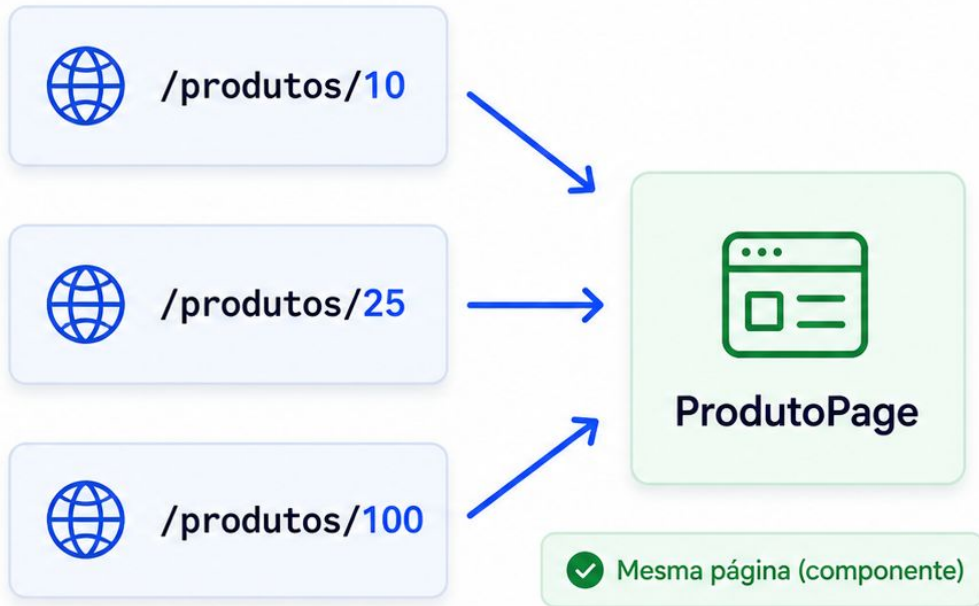 /produtos/10
/produtos/25
/produtos/100
ProdutoPage
Mesma página (componente)